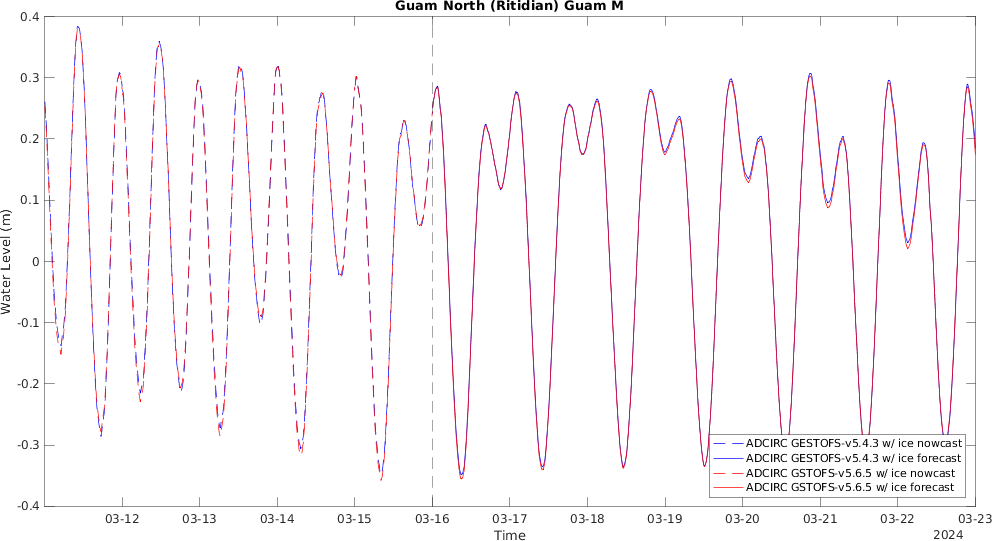 Guam North (Ritidian) Guam M
0.4
0.3
0.2
0.1
0
-0.1
-0.2
-0.3
-0.4
Water Level (m)
ADCIRC GESTOFS-v5.4.3 w/ ice nowcast
ADCIRC GESTOFS-v5.4.3 w/ ice forecast
ADCIRC GSTOFS-v5.6.5 w/ ice nowcast
ADCIRC GSTOFS-v5.6.5 w/ ice forecast
03-12 03-13 03-14 03-15 03-16 03-17 03-18 03-19 03-20 03-21 03-22 03-23
Time
2024